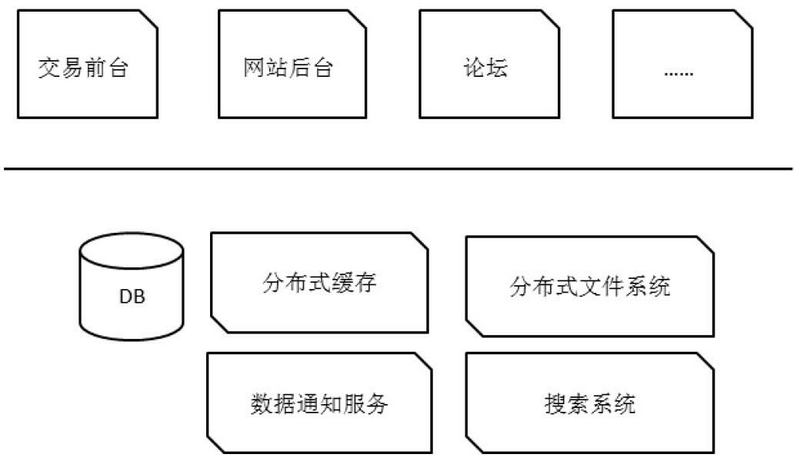 交易前台
网站后台
论坛
……
DB
分布式缓存
分布式文件系统
数据通知服务
搜索系统